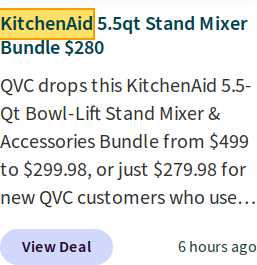 KitchenAid 5.5qt Stand Mixer
Bundle $280
QVC drops this KitchenAid 5.5-
Qt Bowl-Lift Stand Mixer &
Accessories Bundle from $499
to $299.98, or just $279.98 for
new QVC customers who use…
View Deal
6 hours ago